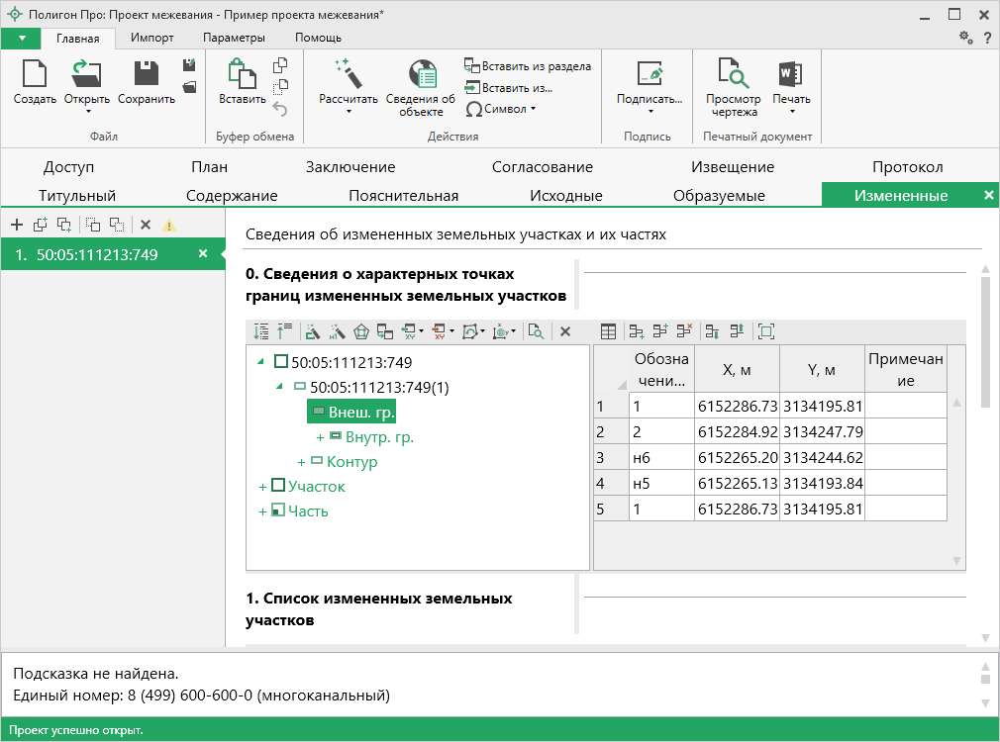 Полигон Про: Проект межевания - Пример проекта межевания*
Главная Импорт Параметры Помощь
?
Создать Открыть Сохранить
Файл
Вставить
Буфер обмена
Рассчитать Сведения об
объекте
Вставить из раздела
Вставить из...
Символ
Действия
Подписать...
Подпись
Просмотр
чертежа
Печать
Печатный документ
Доступ План Заключение Согласование Извещение Протокол
Титульный Содержание Пояснительная Исходные Образуемые Измененные
1. 50:05:111213:749
Сведения об измененных земельных участках и их частях
0. Сведения о характерных точках
границ измененных земельных участков
50:05:111213:749
50:05:111213:749(1)
Внеш. гр.
+ Внутр. гр.
+ Контур
+ Участок
+ Часть
Обозна
чени...
X, м
Y, м
Примечан
ие
1 1 6152286.73 3134195.81
2 2 6152284.92 3134247.79
3 н6 6152265.20 3134244.62
4 н5 6152265.13 3134193.84
5 1 6152286.73 3134195.81
1. Список измененных земельных
участков
Подсказка не найдена.
Единый номер: 8 (499) 600-600-0 (многоканальный)
Проект успешно открыт.